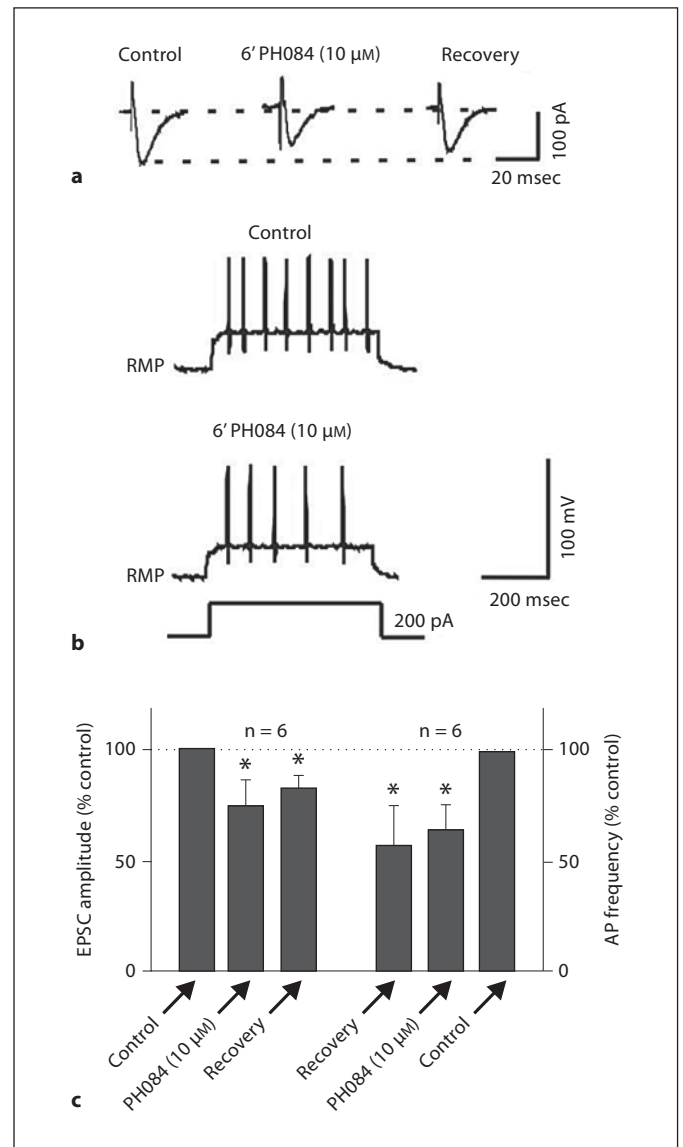 Control 6′ PH084 (10 μM) Recovery
100 pA
20 msec
a
Control
RMP
6′ PH084 (10 μM)
RMP
100 mV
200 msec
200 pA
b
EPSC amplitude (% control)
100
50
0
n = 6
*
*
n = 6
*
*
100
50
0
AP frequency (% control)
Control
PH084 (10 μM)
Recovery
Recovery
PH084 (10 μM)
Control
c